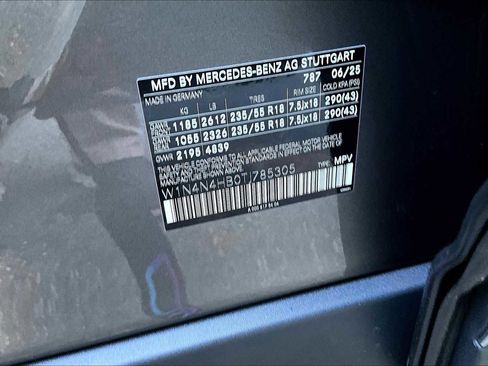 MFD BY MERCEDES-BENZ AG STUTTGART
MADE IN GERMANY 787 06/25
KG LB TIRES RIM SIZE COLD KPA (PSI)
GAWR 1185 2612 235/55 R18 7.5Jx18 290(43)
GAWR 1055 2326 235/55 R18 7.5Jx18 290(43)
GVWR 2195 4839
THIS VEHICLE CONFORMS TO ALL APPLICABLE FEDERAL MOTOR VEHICLE
SAFETY, BUMPER, AND THEFT PREVENTION STANDARDS IN EFFECT
ON THE DATE OF MANUFACTURE SHOWN ABOVE.
W1N4N4HB0TJ785305 TYPE: MPV